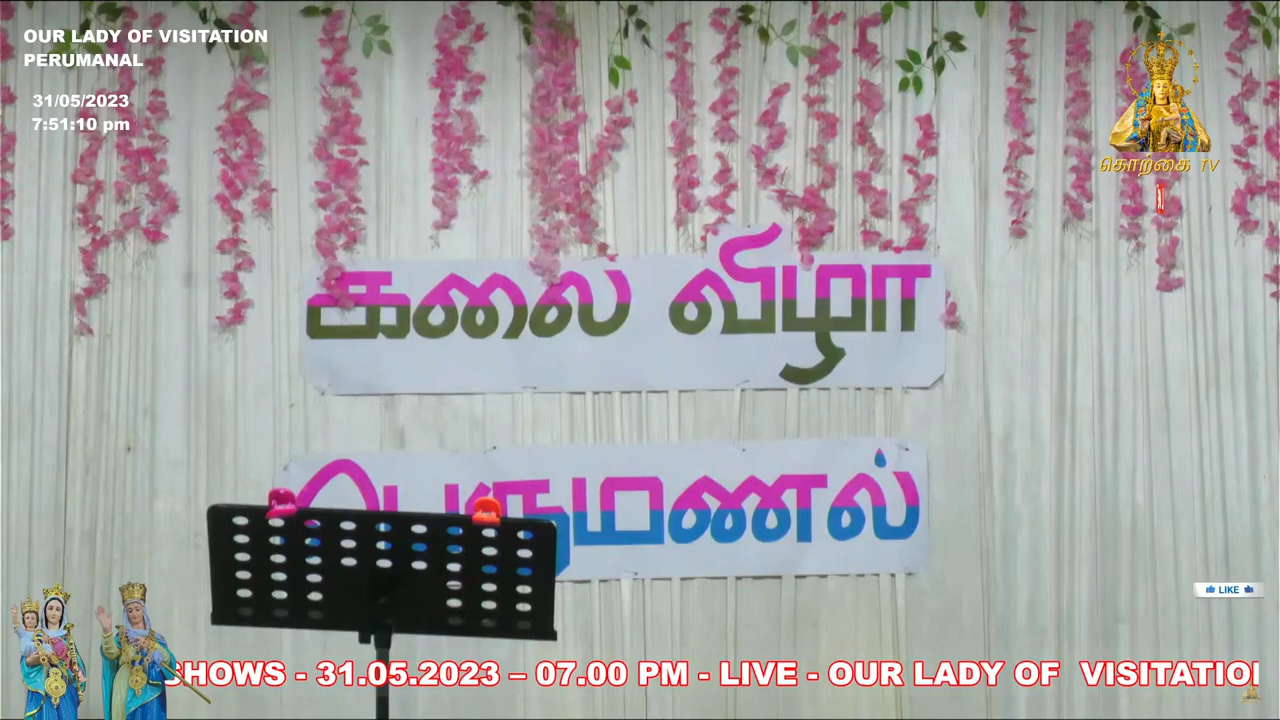 OUR LADY OF VISITATION
PERUMANAL
31/05/2023
7:51:10 pm
கொற்கை TV
கலை விழா
பெருமணல்
LIKE
SHOWS - 31.05.2023 – 07.00 PM - LIVE - OUR LADY OF VISITATION